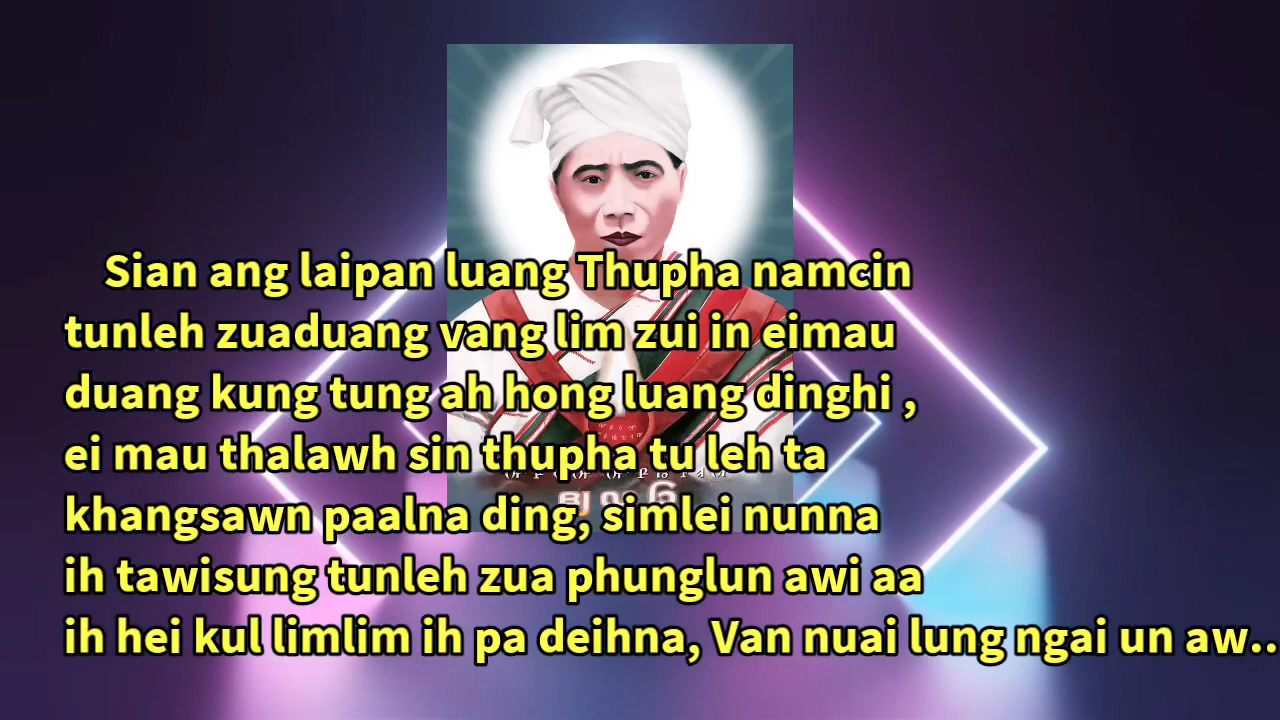 Sian ang laipan luang Thupha namcin
tunleh zuaduang vang lim zui in eimau
duang kung tung ah hong luang dinghi ,
ei mau thalawh sin thupha tu leh ta
khangsawn paalna ding, simlei nunna
ih tawisung tunleh zua phunglun awi aa
ih hei kul limlim ih pa deihna, Van nuai lung ngai un aw..